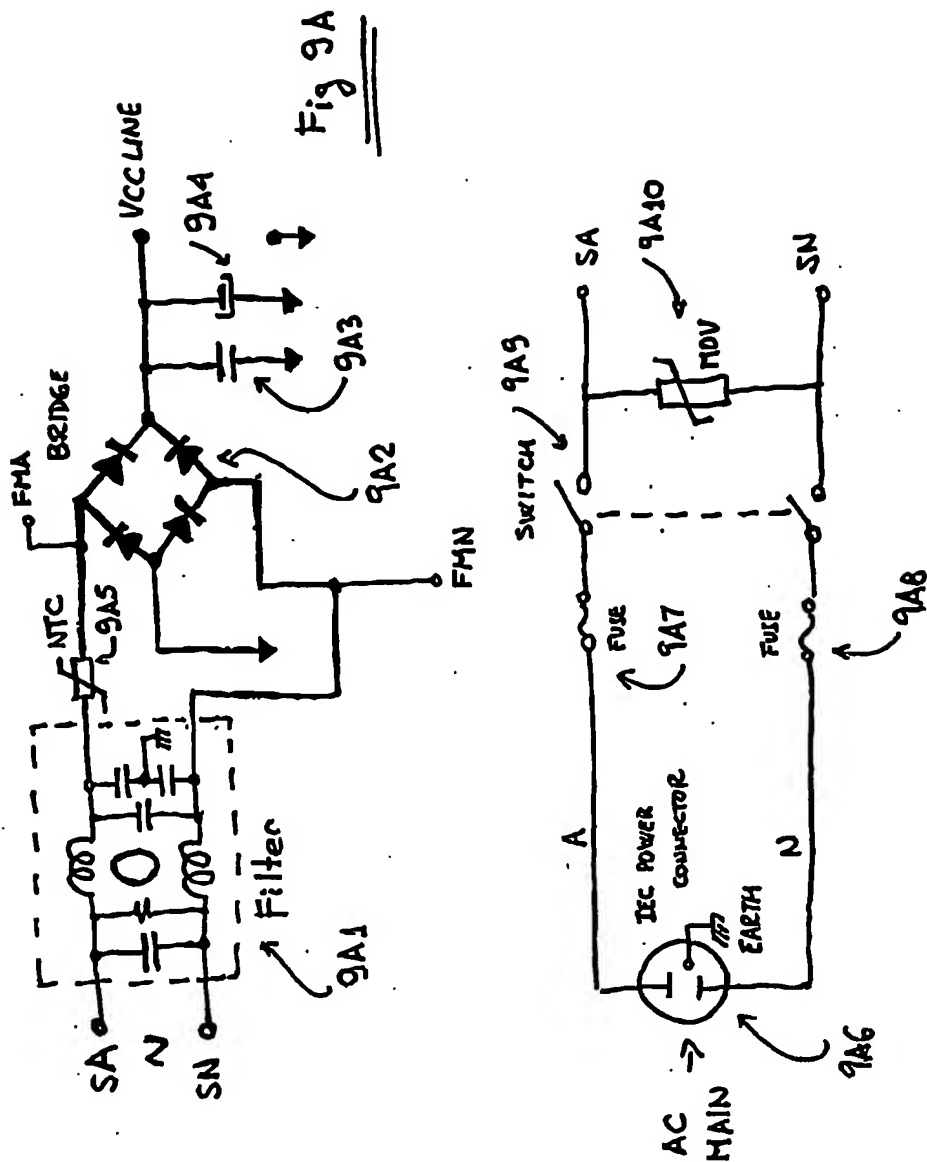 Fig 9A
VCC LINE
9A4
9A3
FMA
BRIDGE
9A2
FMN
NTC
9A5
Filter
9A1
SA
N
SN
SA
9A10
MOV
SN
9A9
SWITCH
FUSE
9A7
FUSE
9A8
A
IEC POWER
CONNECTOR
EARTH
N
AC →
MAIN
9A6